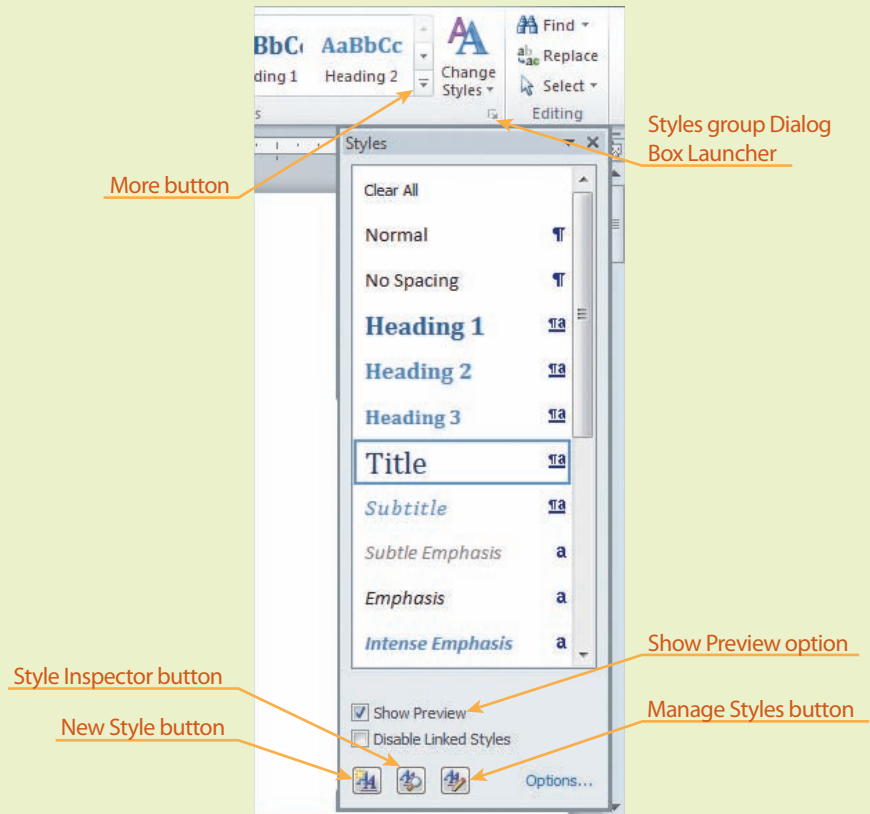 BbC AaBbCc
ding 1 Heading 2
Change
Styles
Find
Replace
Select
s
Editing
Styles group Dialog
Box Launcher
More button
Styles
Clear All
Normal ¶
No Spacing ¶
Heading 1 ¶a
Heading 2 ¶a
Heading 3 ¶a
Title ¶a
Subtitle ¶a
Subtle Emphasis a
Emphasis a
Intense Emphasis a
Show Preview option
Style Inspector button
Show Preview
Manage Styles button
New Style button
Disable Linked Styles
Options...